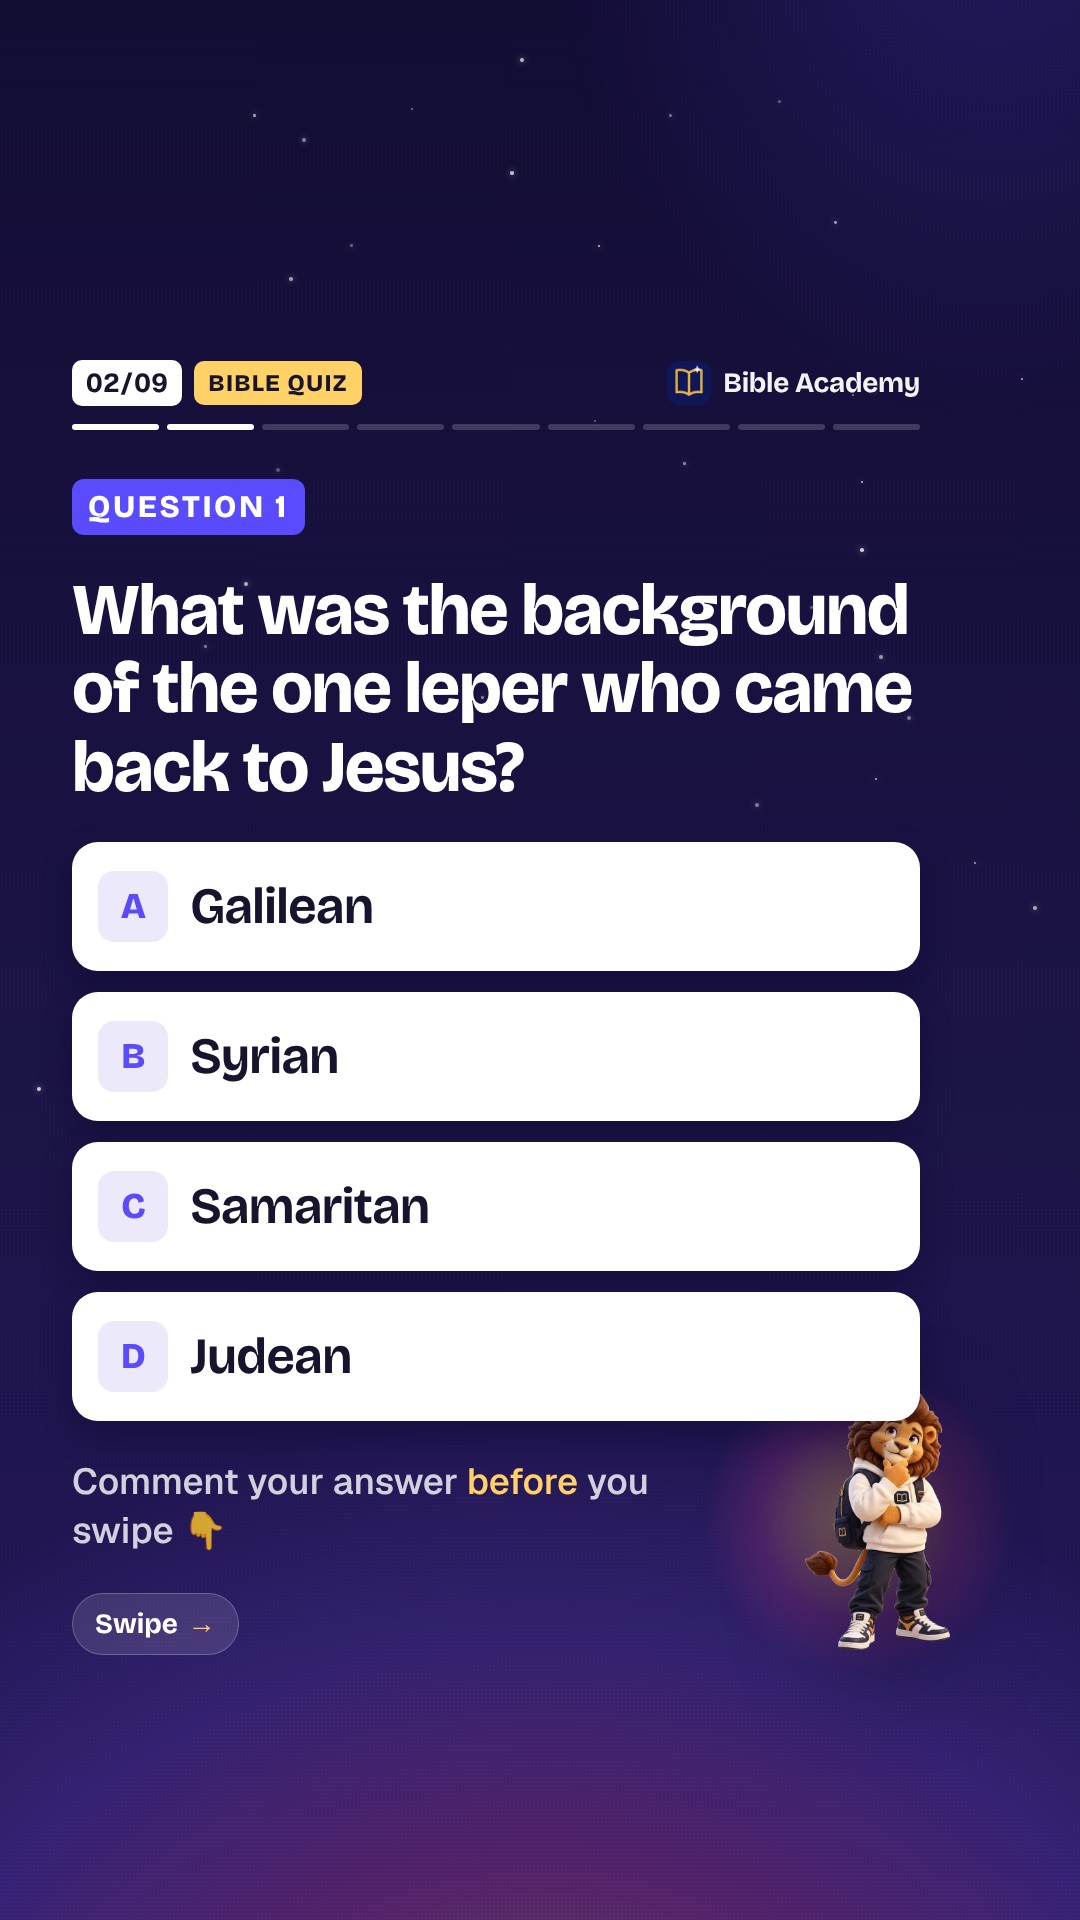 02/09 BIBLE QUIZ Bible Academy
QUESTION 1
What was the background
of the one leper who came
back to Jesus?
A Galilean
B Syrian
C Samaritan
D Judean
Comment your answer before you
swipe 👇
Swipe →